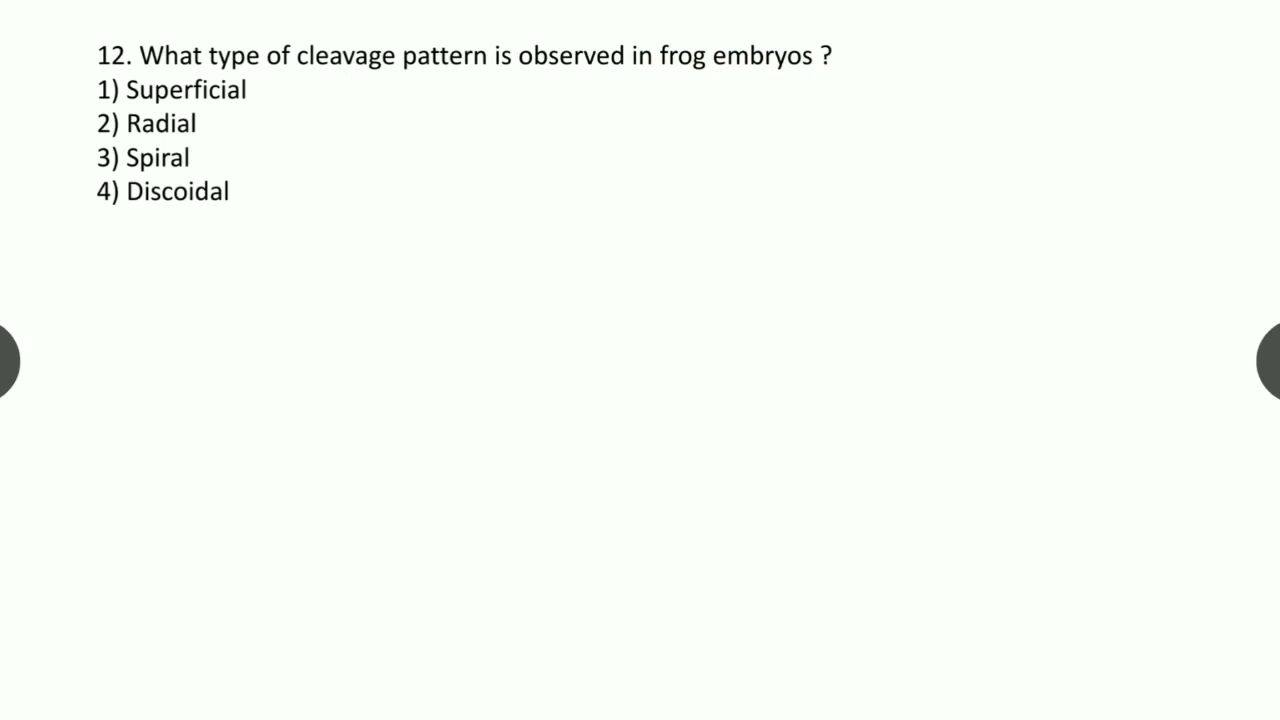 12. What type of cleavage pattern is observed in frog embryos ?
1) Superficial
2) Radial
3) Spiral
4) Discoidal